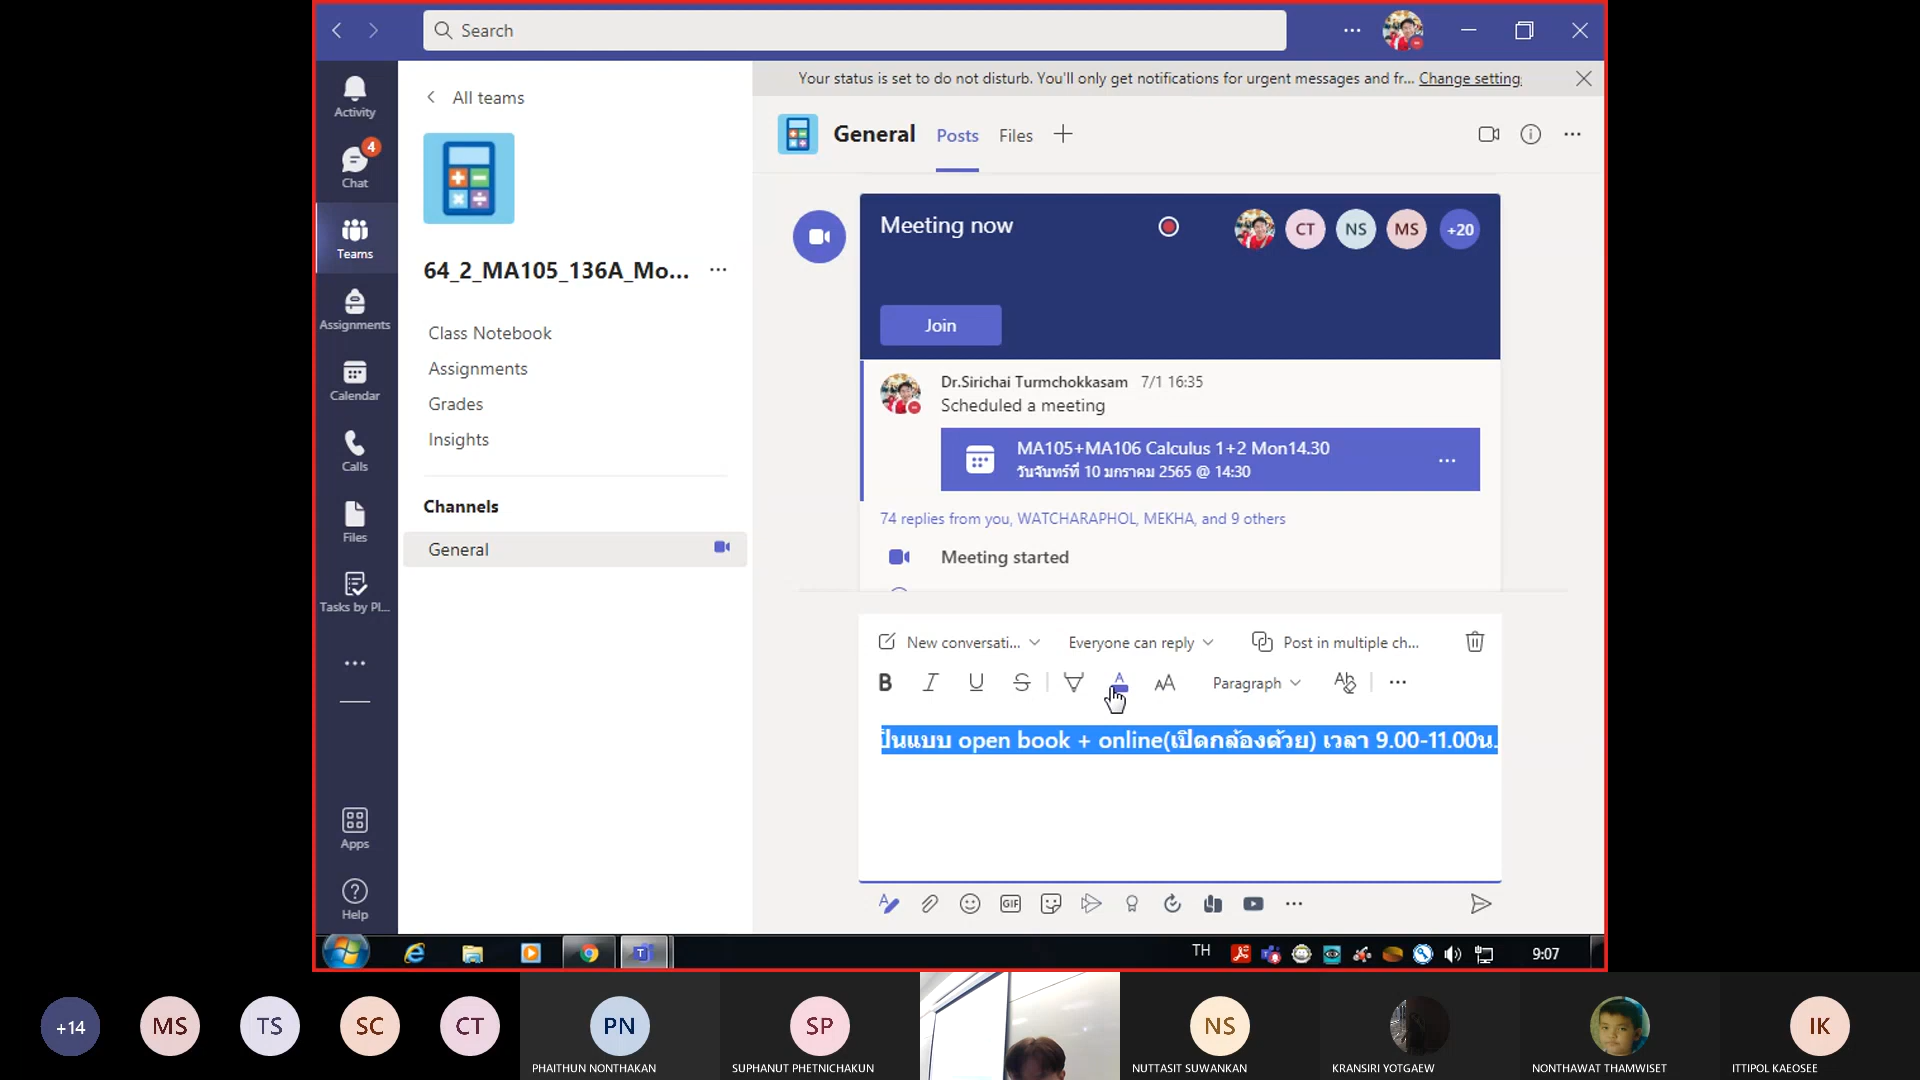 Search
Your status is set to do not disturb. You'll only get notifications for urgent messages and fr... Change setting
Activity
4
Chat
Teams
Assignments
Calendar
Calls
Files
Tasks by Pl...
Apps
Help
All teams
64_2_MA105_136A_Mo...
Class Notebook
Assignments
Grades
Insights
Channels
General
General
Posts
Files
Meeting now
CT
NS
MS
+20
Join
Dr.Sirichai Turmchokkasam 7/1 16:35
Scheduled a meeting
MA105+MA106 Calculus 1+2 Mon14.30
วันจันทร์ที่ 10 มกราคม 2565 @ 14:30
74 replies from you, WATCHARAPHOL, MEKHA, and 9 others
Meeting started
New conversati...
Everyone can reply
Post in multiple ch...
Paragraph
ป็นแบบ open book + online(เปิดกล้องด้วย) เวลา 9.00-11.00น.
GIF
TH
9:07
+14
MS
TS
SC
CT
PN
PHAITHUN NONTHAKAN
SP
SUPHANUT PHETNICHAKUN
NS
NUTTASIT SUWANKAN
KRANSIRI YOTGAEW
NONTHAWAT THAMWISET
IK
ITTIPOL KAEOSEE